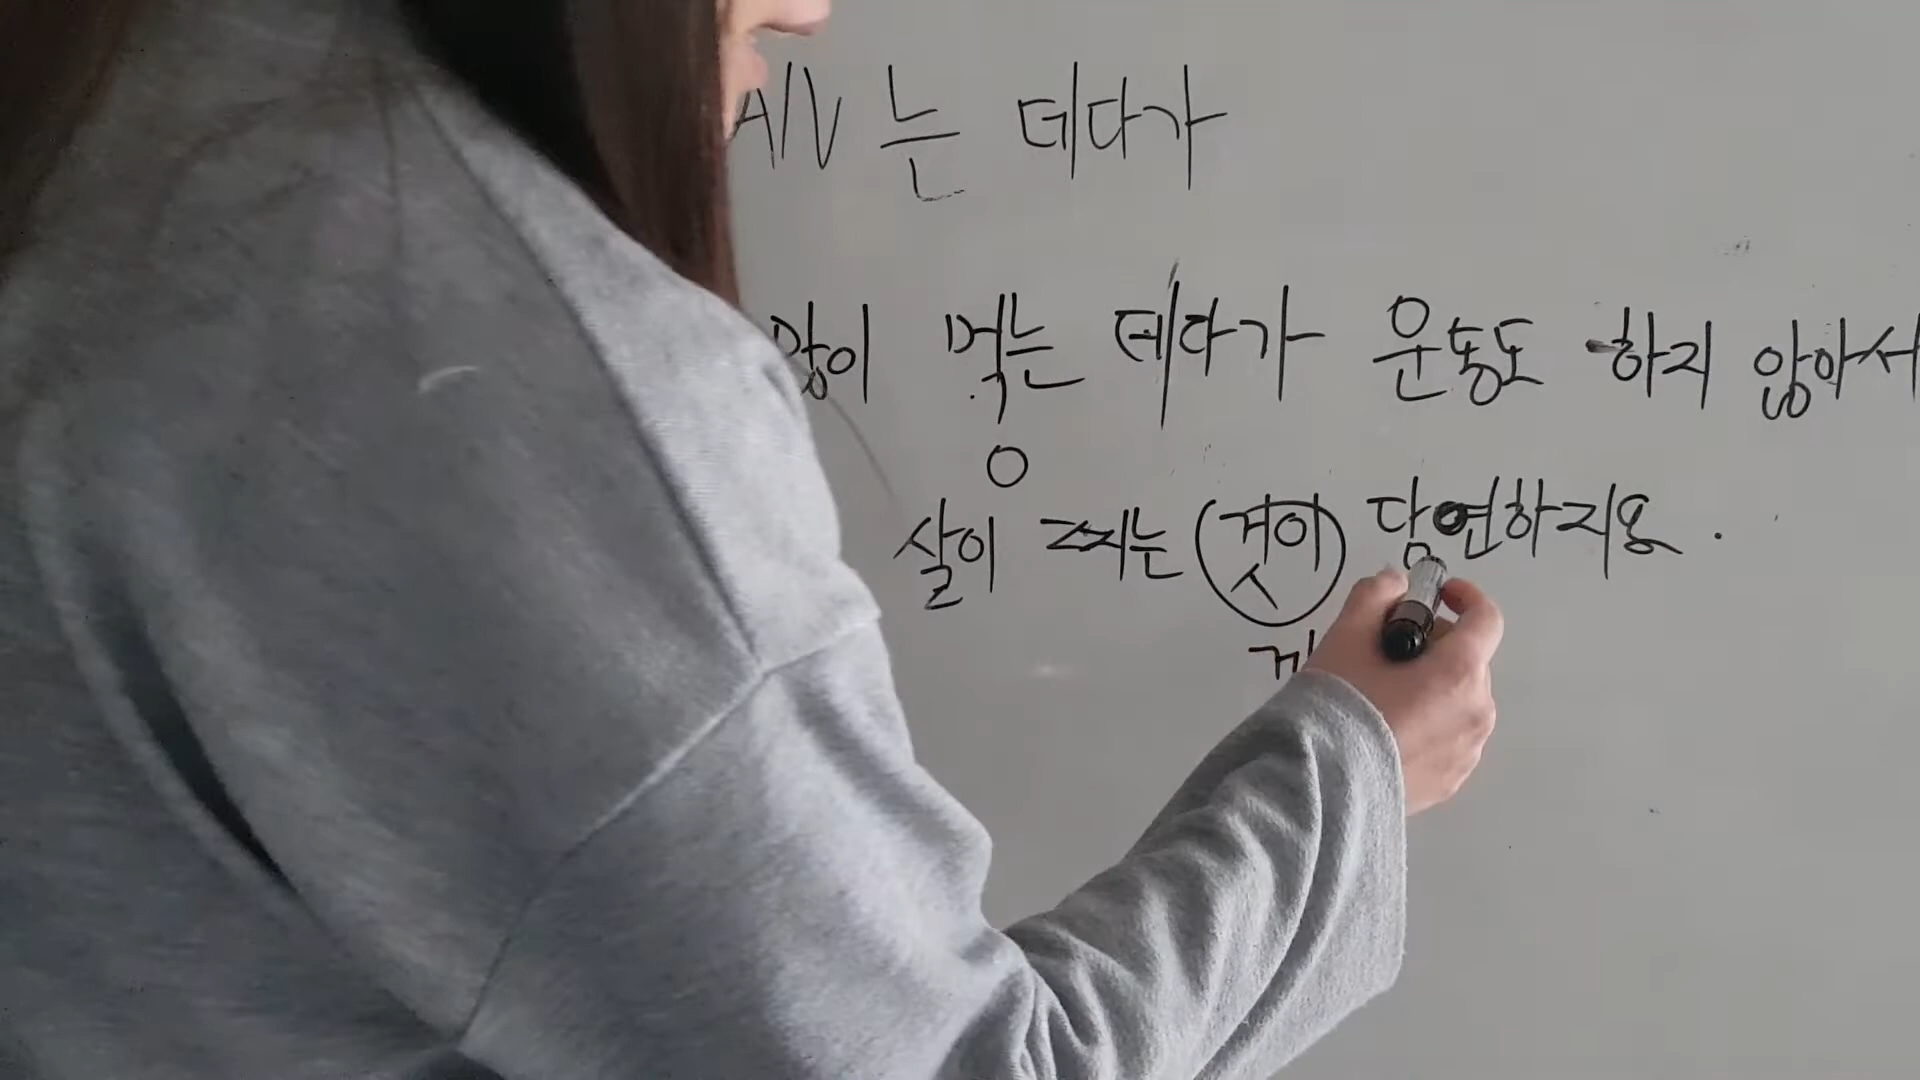 A/V 는 데다가
많이 먹는 데다가 운동도 하지 않아서
ㅇ
살이 찌는 것이 당연하지요.
게